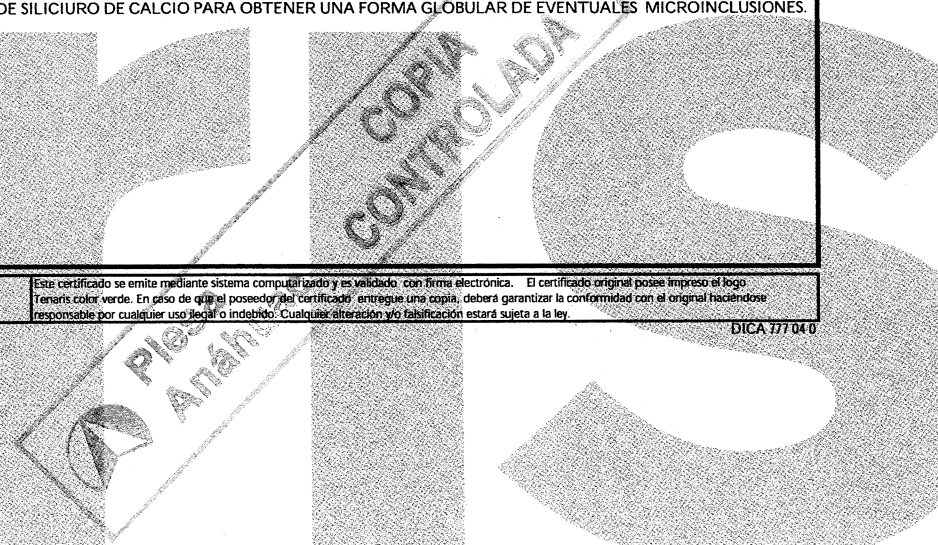 DE SILICIURO DE CALCIO PARA OBTENER UNA FORMA GLOBULAR DE EVENTUALES MICROINCLUSIONES.
COPIA
CONTROLADA
Este certificado se emite mediante sistema computarizado y es validado con firma electrónica. El certificado original posee impreso el logo
Tenaris color verde. En caso de que el poseedor del certificado entregue una copia, deberá garantizar la conformidad con el original haciéndose
responsable por cualquier uso ilegal o indebido. Cualquier alteración y/o falsificación estará sujeta a la ley.
DICA 777 04 0
Plesa
ris